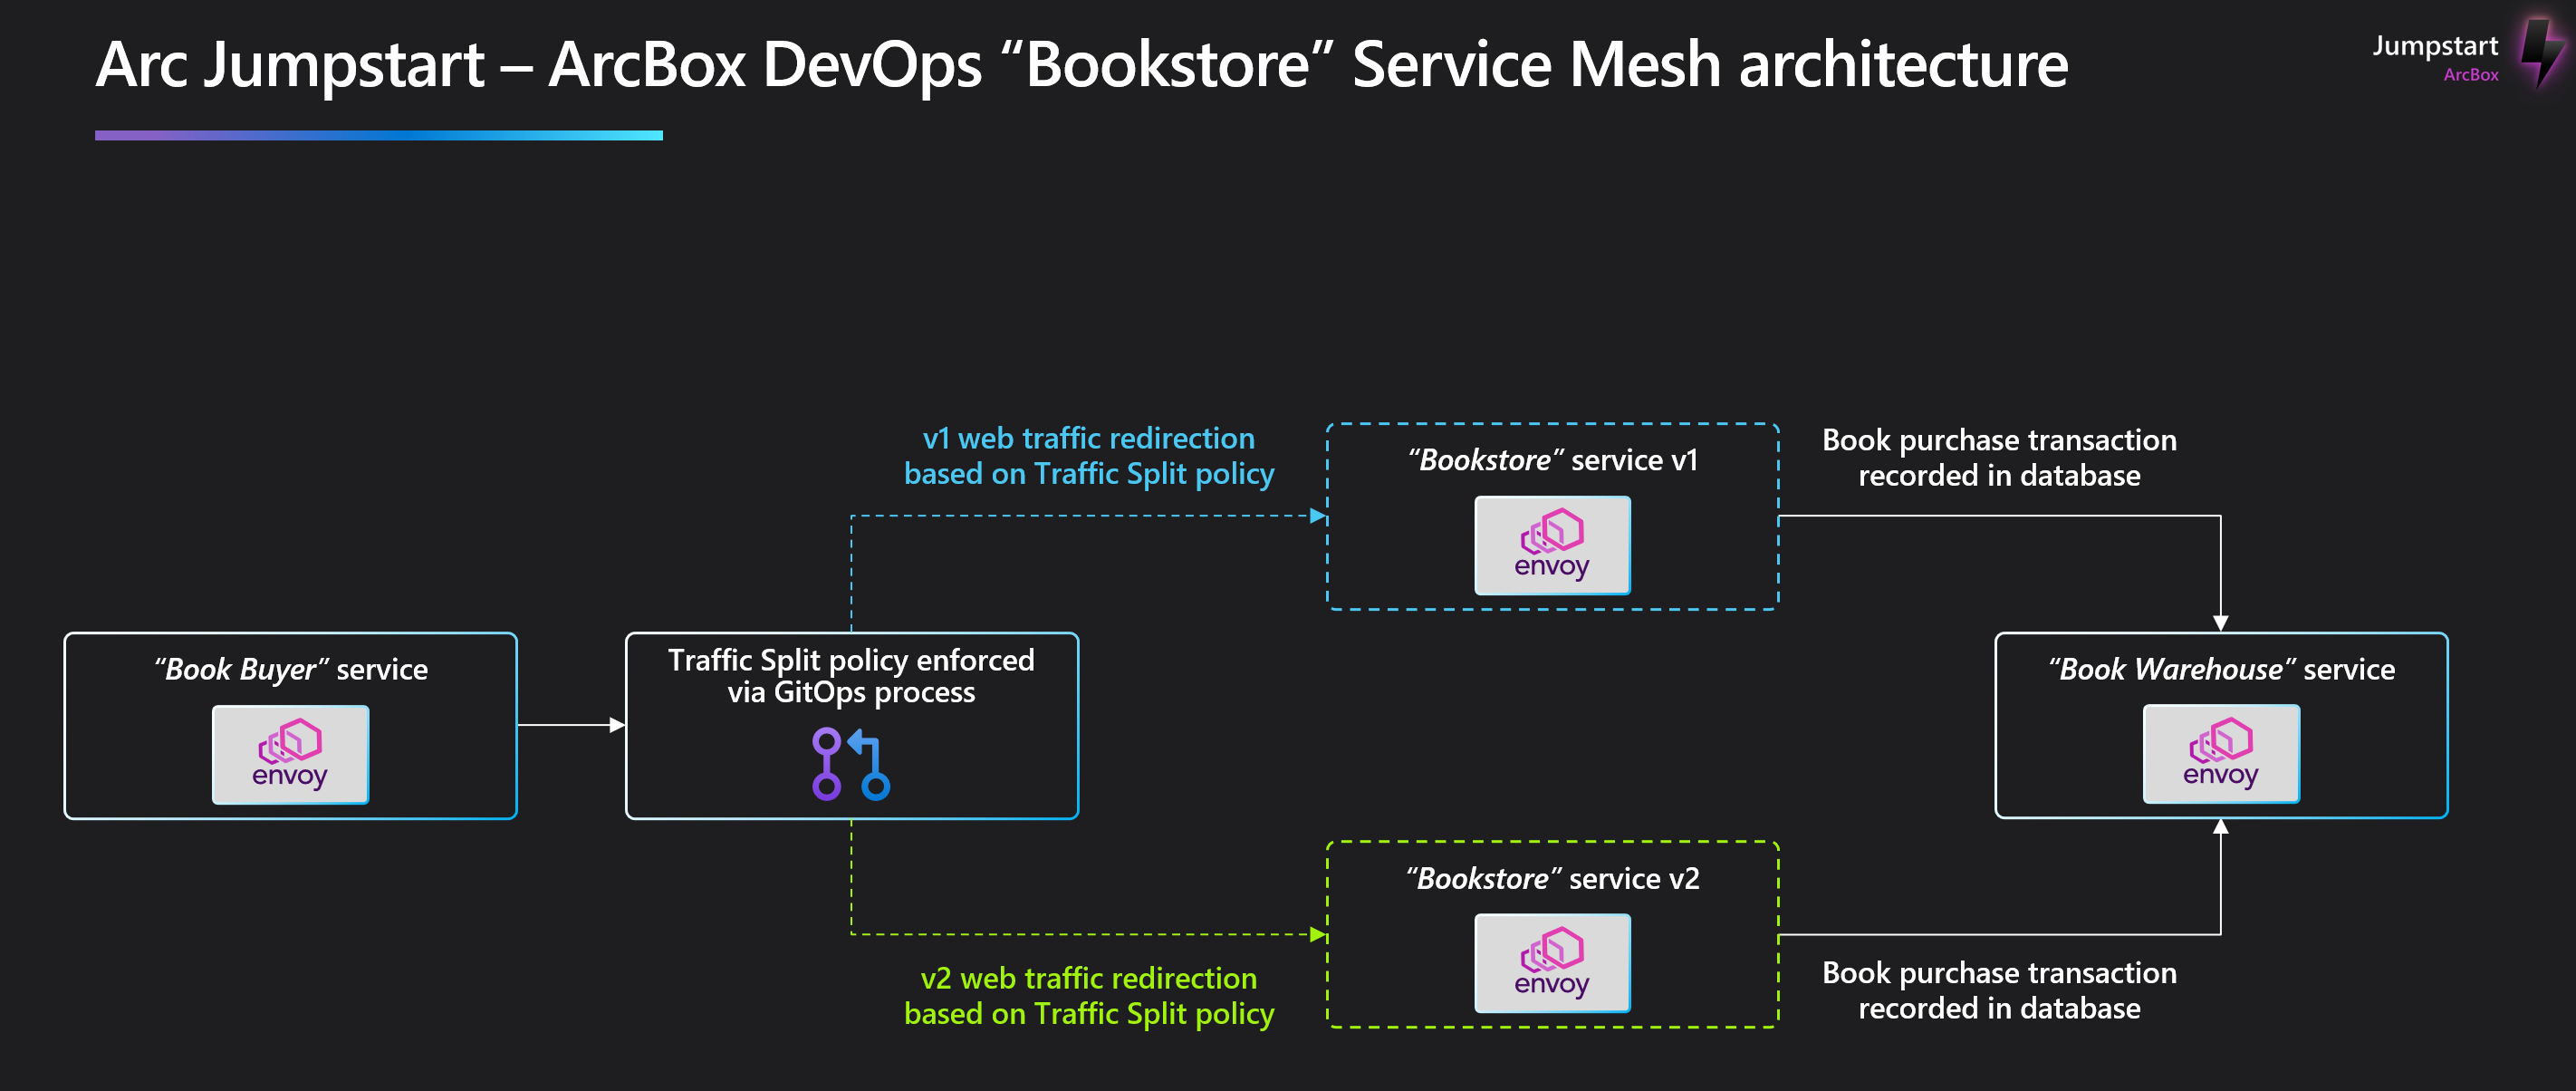 Arc Jumpstart – ArcBox DevOps “Bookstore” Service Mesh architecture
Jumpstart
ArcBox
v1 web traffic redirection
based on Traffic Split policy
“Bookstore” service v1
envoy
Book purchase transaction
recorded in database
“Book Buyer” service
envoy
Traffic Split policy enforced
via GitOps process
“Book Warehouse” service
envoy
“Bookstore” service v2
envoy
v2 web traffic redirection
based on Traffic Split policy
Book purchase transaction
recorded in database